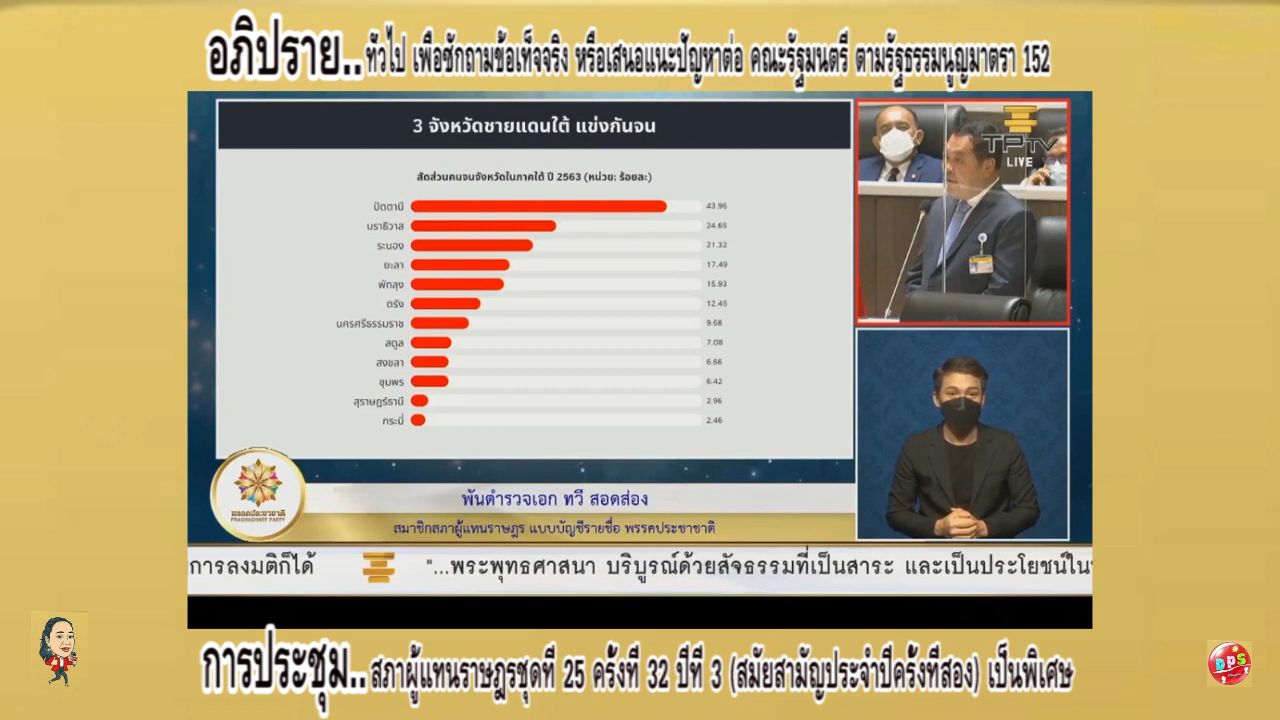 อภิปราย..ทั่วไป เพื่อซักถามข้อเท็จจริง หรือเสนอแนะปัญหาต่อ คณะรัฐมนตรี ตามรัฐธรรมนูญมาตรา 152
3 จังหวัดชายแดนใต้ แข่งกันจน
TPTV
LIVE
สัดส่วนคนจนจังหวัดในภาคใต้ ปี 2563 (หน่วย: ร้อยละ)
ปัตตานี 43.96
นราธิวาส 24.65
ระนอง 21.32
ยะลา 17.49
พัทลุง 15.93
ตรัง 12.45
นครศรีธรรมราช 9.68
สตูล 7.08
สงขลา 6.66
ชุมพร 6.42
สุราษฎร์ธานี 2.96
กระบี่ 2.46
พรรคประชาชาติ
PRACHACHART PARTY
พันตำรวจเอก ทวี สอดส่อง
สมาชิกสภาผู้แทนราษฎร แบบบัญชีรายชื่อ พรรคประชาชาติ
การลงมติก็ได้ "...พระพุทธศาสนา บริบูรณ์ด้วยสัจธรรมที่เป็นสาระ และเป็นประโยชน์ใน
การประชุม..สภาผู้แทนราษฎรชุดที่ 25 ครั้งที่ 32 ปีที่ 3 (สมัยสามัญประจำปีครั้งที่สอง) เป็นพิเศษ
DPS